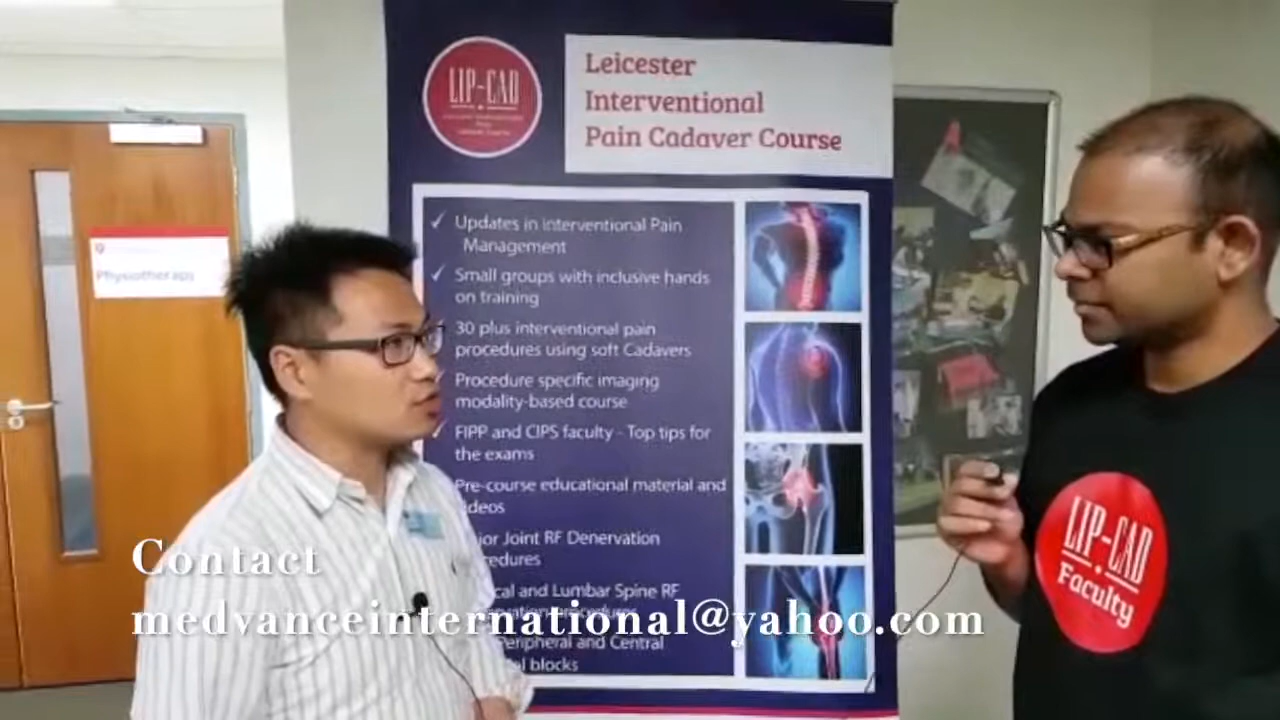 LIP-CAD
Leicester
Interventional
Pain Cadaver Course
✓ Updates in interventional Pain
Management
✓ Small groups with inclusive hands
on training
30 plus interventional pain
procedures using soft Cadavers
Procedure specific imaging
modality-based course
✓ FIPP and CIPS faculty - Top tips for
the exams
Pre-course educational material and
ideos
jor Joint RF Denervation
cedures
cal and Lumbar Spine RF
Peripheral and Central
al blocks
Physiotherapy
LIP-CAD
Faculty
Contact
medvanceinternational@yahoo.com